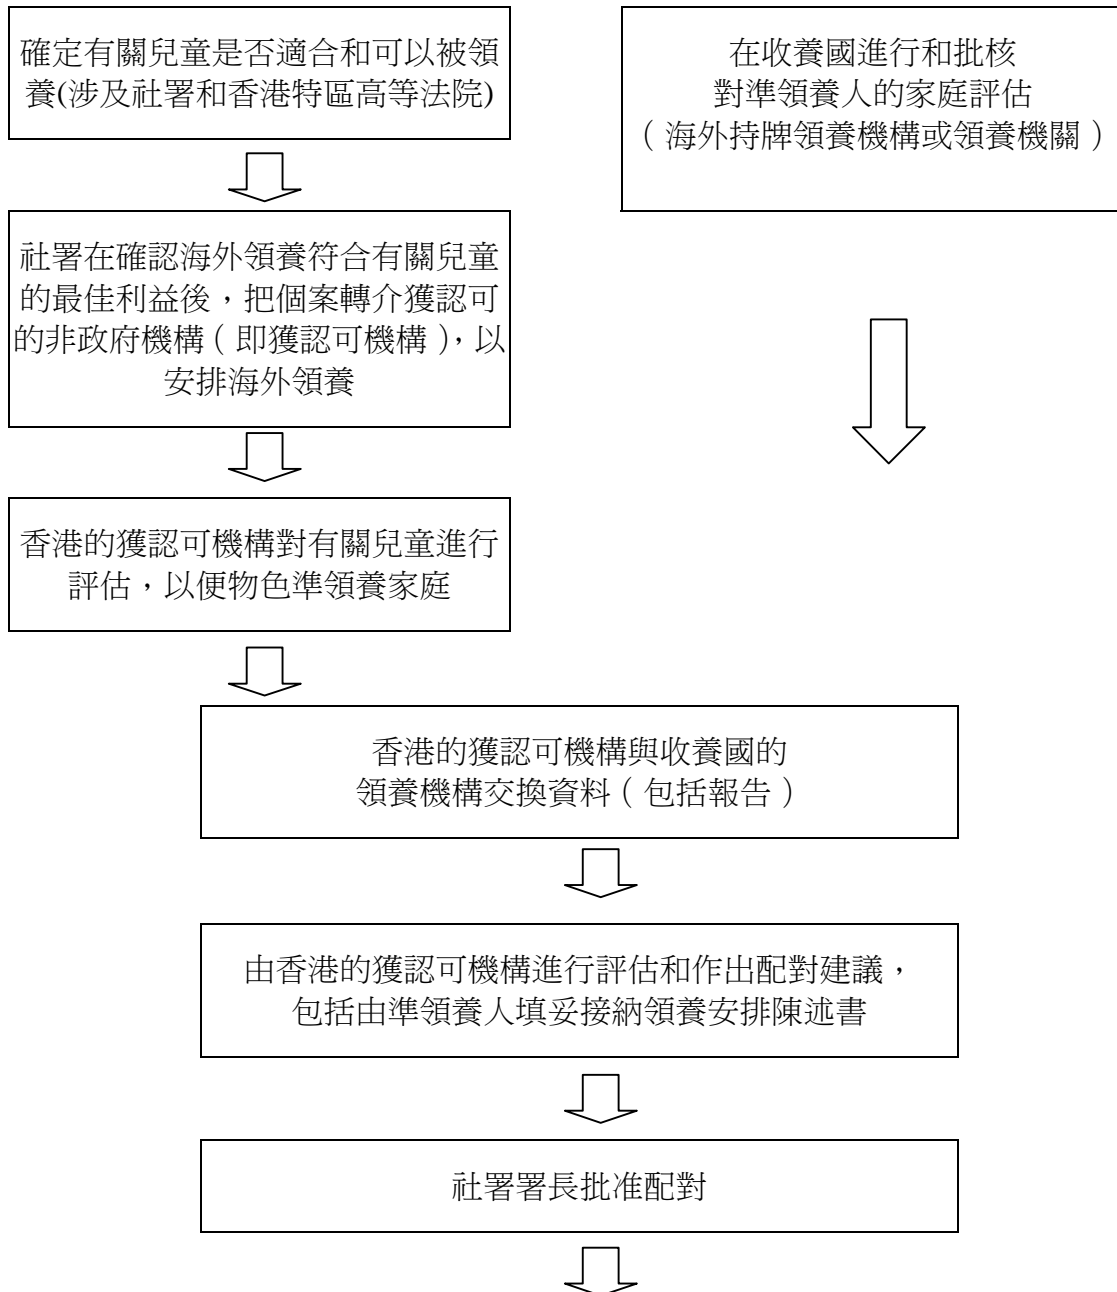 確定有關兒童是否適合和可以被領
養(涉及社署和香港特區高等法院)
在收養國進行和批核
對準領養人的家庭評估
（海外持牌領養機構或領養機關）
社署在確認海外領養符合有關兒童
的最佳利益後，把個案轉介獲認可
的非政府機構（即獲認可機構），以
安排海外領養
香港的獲認可機構對有關兒童進行
評估，以便物色準領養家庭
香港的獲認可機構與收養國的
領養機構交換資料（包括報告）
由香港的獲認可機構進行評估和作出配對建議，
包括由準領養人填妥接納領養安排陳述書
社署署長批准配對